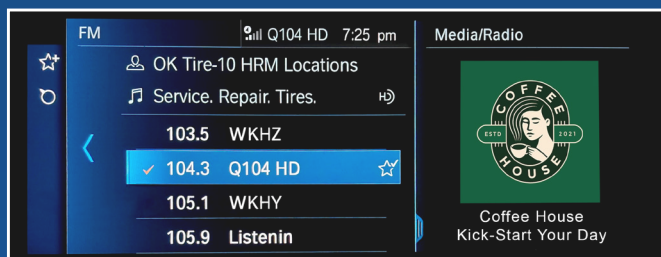 FM
Q104 HD 7:25 pm
OK Tire-10 HRM Locations
Service. Repair. Tires.
HD
103.5 WKHZ
104.3 Q104 HD
105.1 WKHY
105.9 Listenin
Media/Radio
COFFEE
ESTD 2021
HOUSE
Coffee House
Kick-Start Your Day